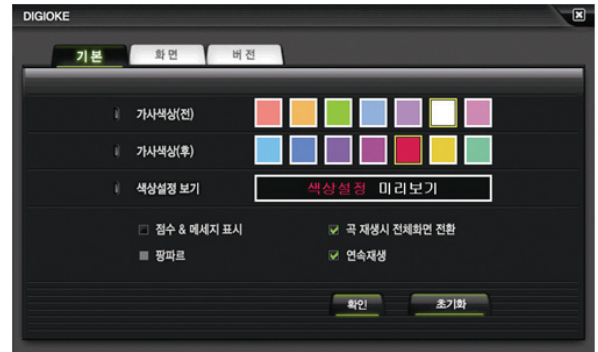 DIGIOKE
기본 화면 버전
가사색상(전)
가사색상(후)
색상설정 보기 색상설정 미리보기
점수 & 메세지 표시 곡 재생시 전체화면 전환
팡파르 연속재생
확인 초기화